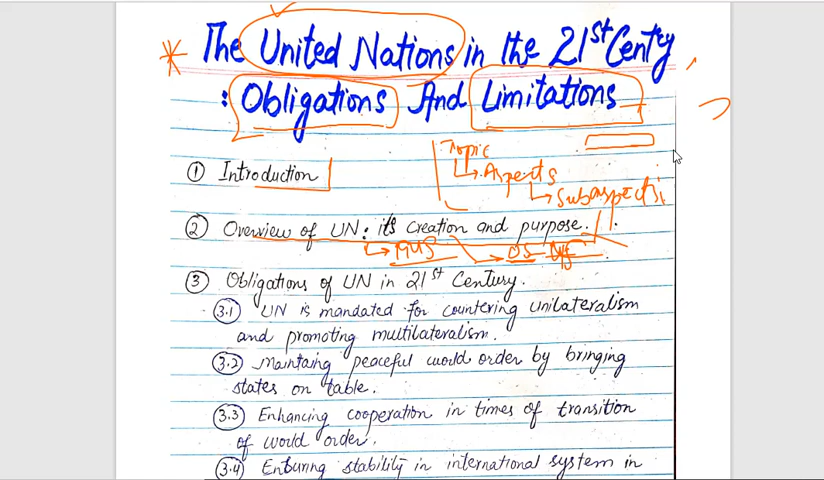 * The United Nations in the 21st Centy
: Obligations And Limitations
Topic
① Introduction
Aspects
Subaspects
② Overview of UN: its creation and purpose.
③ Obligations of UN in 21st Century.
3.1 UN is mandated for countering unilateralism
and promoting multilateralism.
3.2 Maintaing peaceful world order by bringing
states on table.
3.3 Enhancing cooperation in times of transition
of world order.
3.4 Ensuring stability in international system in